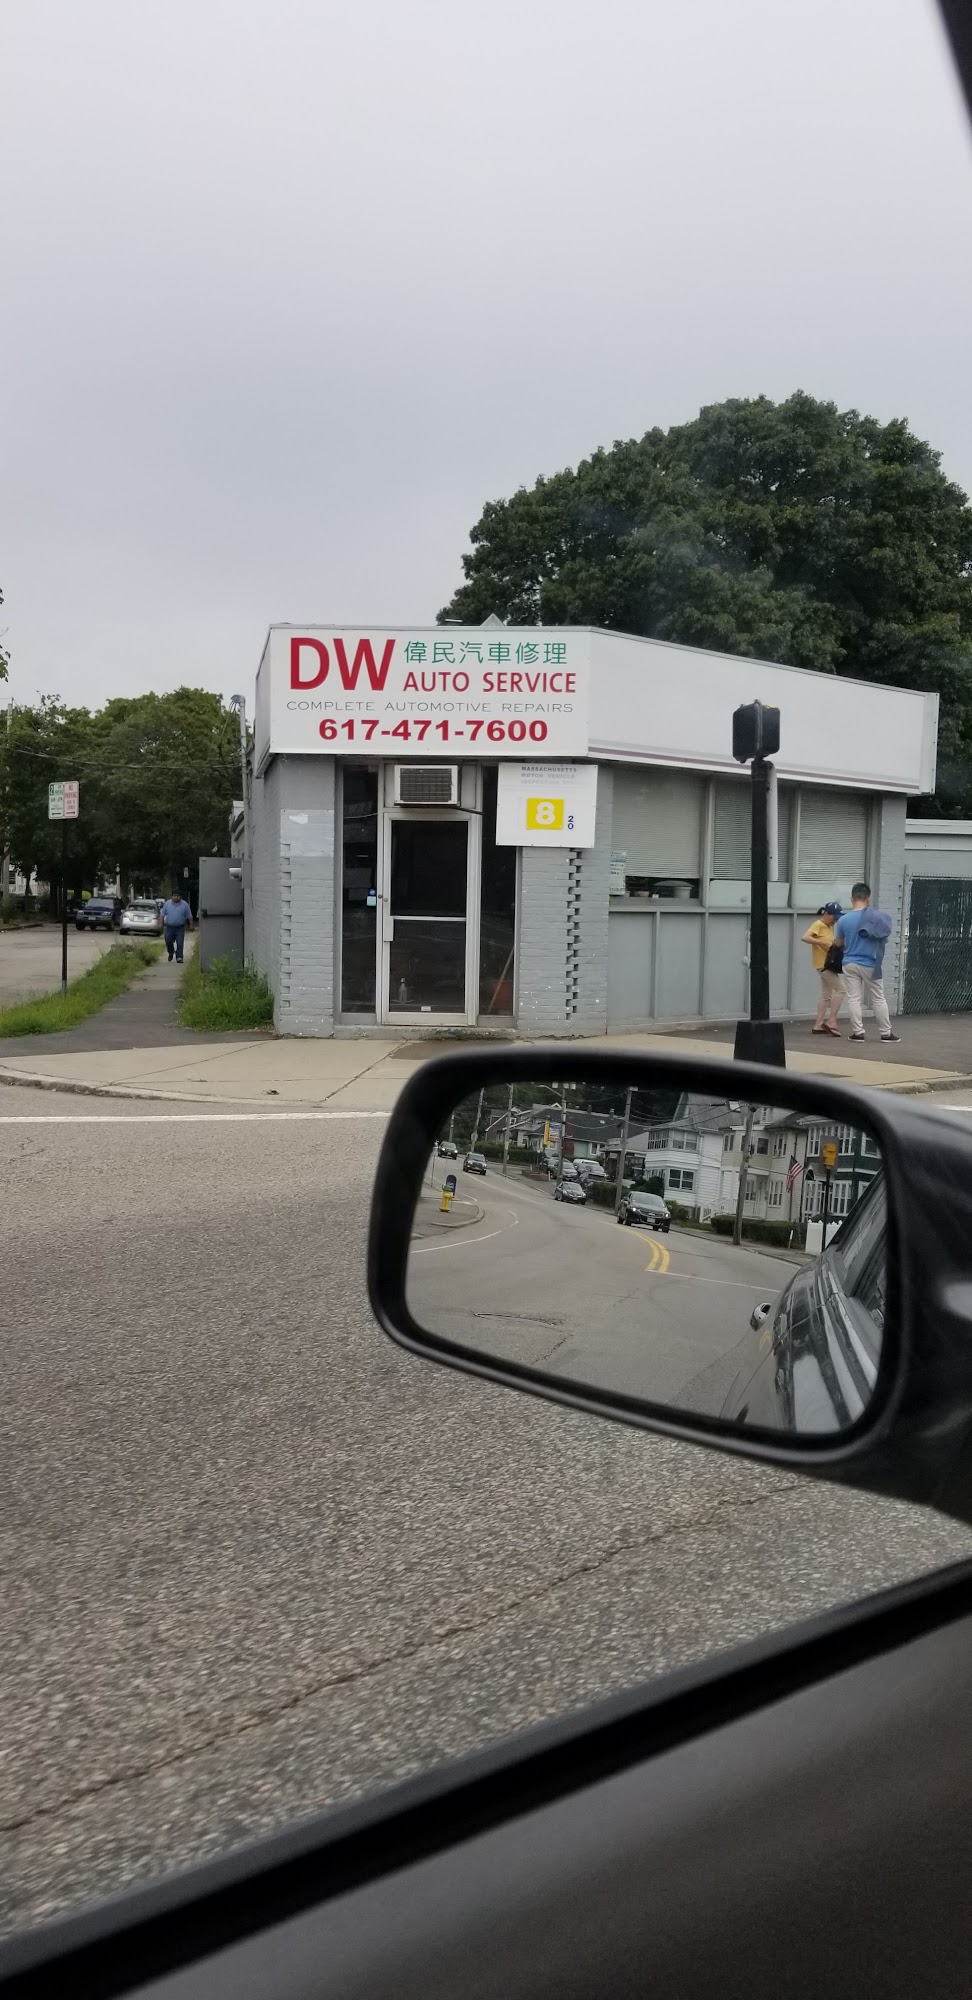 DW 偉民汽車修理
AUTO SERVICE
COMPLETE AUTOMOTIVE REPAIRS
617-471-7600
MASSACHUSETTS
MOTOR VEHICLE
8 20